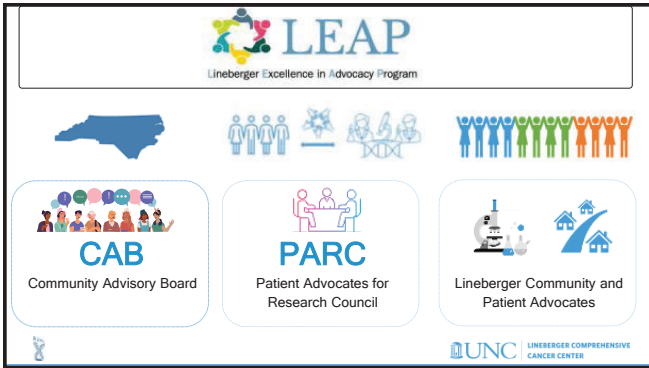 LEAP
Lineberger Excellence in Advocacy Program
CAB
Community Advisory Board
PARC
Patient Advocates for
Research Council
Lineberger Community and
Patient Advocates
UNC
LINEBERGER COMPREHENSIVE
CANCER CENTER